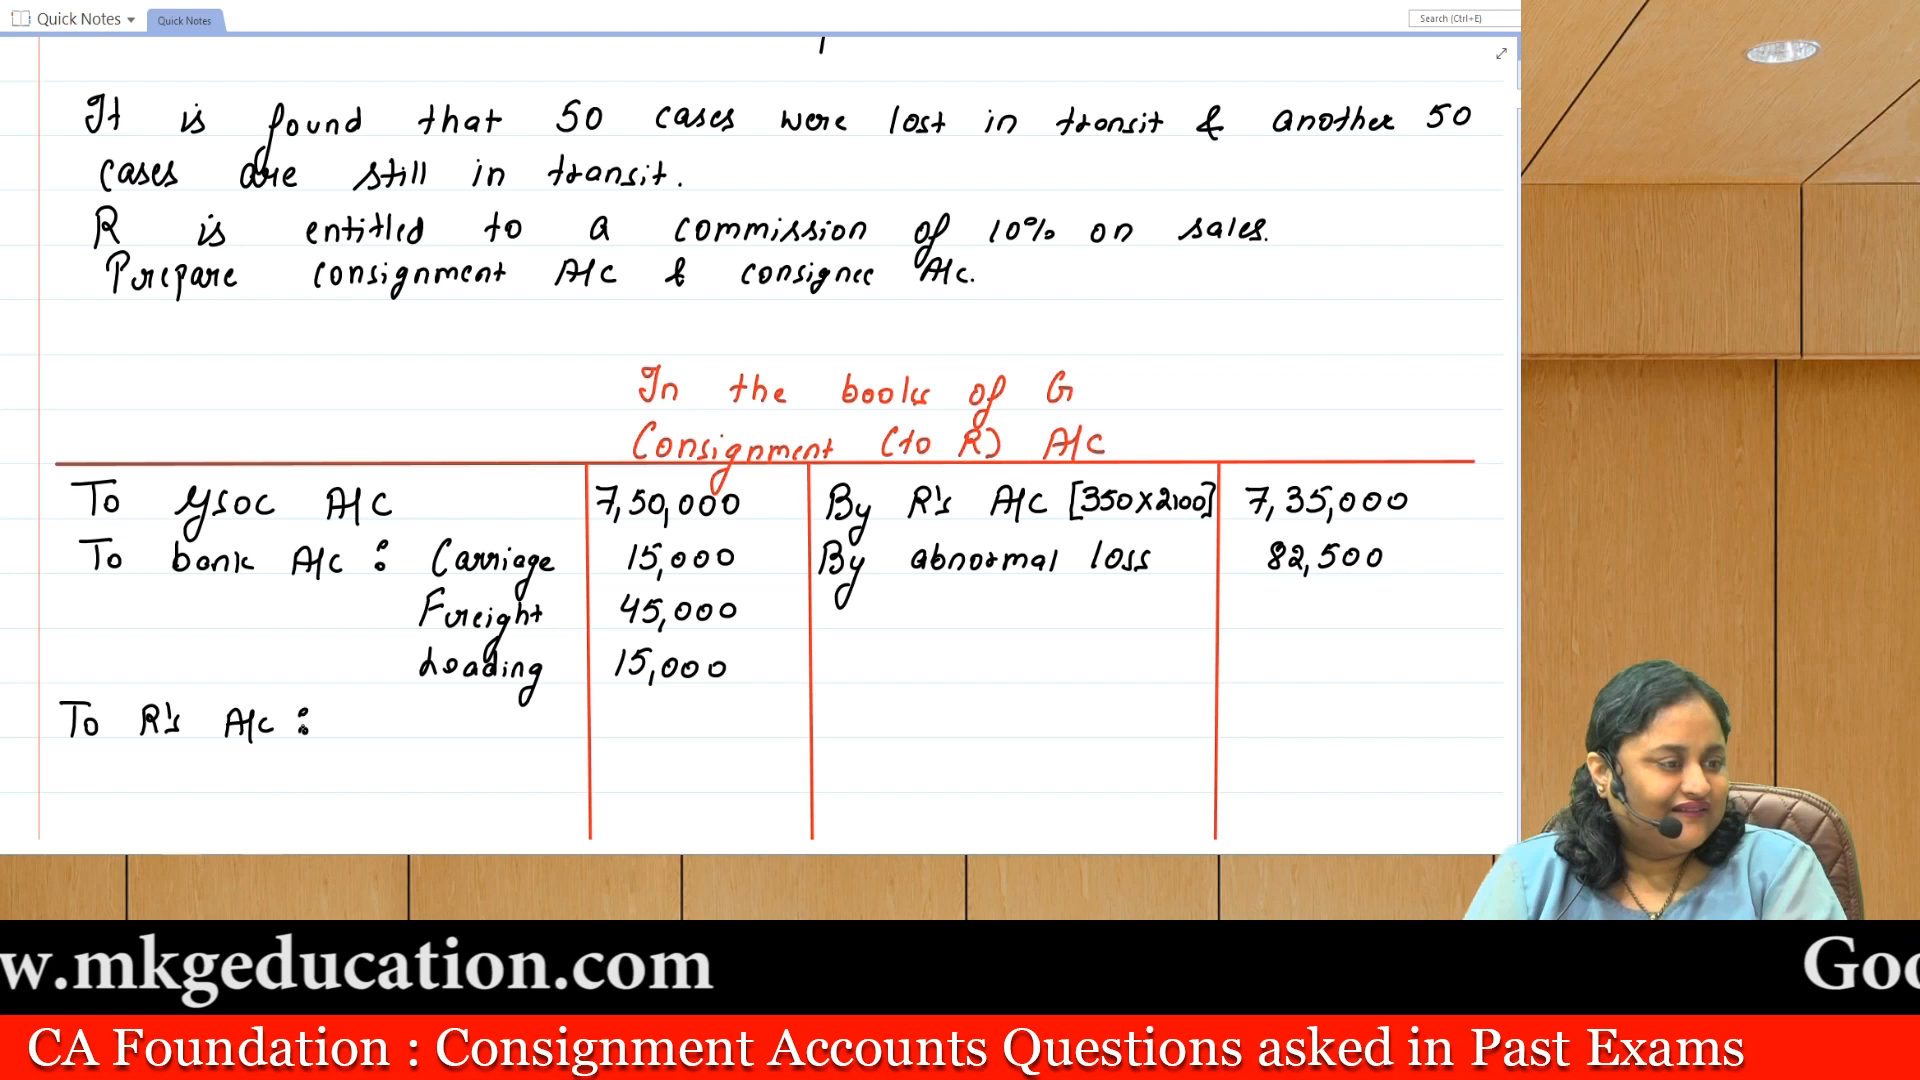 Quick Notes
Quick Notes
Search (Ctrl+E)
It is found that 50 cases were lost in transit & another 50
cases are still in transit.
R is entitled to a commission of 10% on sales.
Prepare consignment A/c & consignee A/c.
In the books of G
Consignment (to R) A/C
To GSOC A/C 7,50,000 By R's A/C [350x2100] 7,35,000
To bank A/C : Carriage 15,000 By abnormal loss 82,500
Freight 45,000
Loading 15,000
To R's A/C :
w.mkgeducation.com Goo
CA Foundation : Consignment Accounts Questions asked in Past Exams